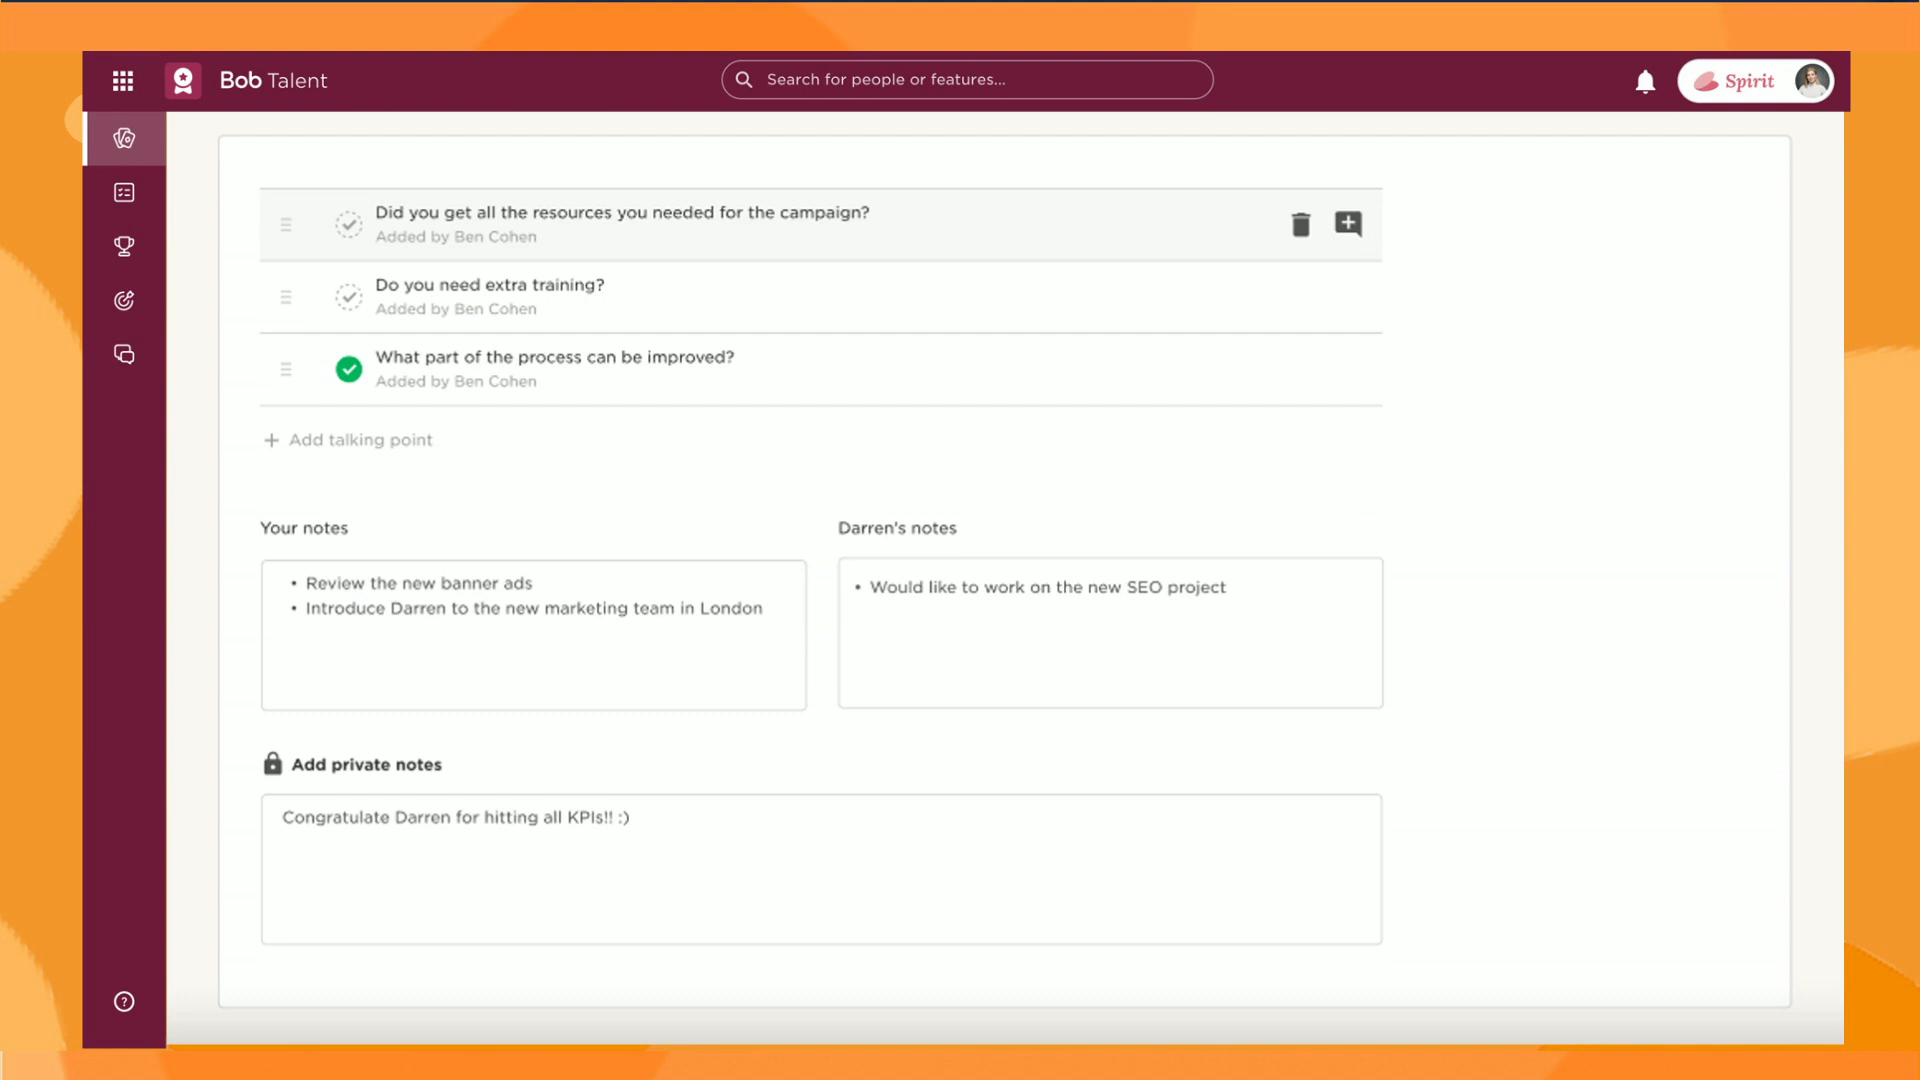 Bob Talent
Search for people or features...
Spirit
Did you get all the resources you needed for the campaign?
Added by Ben Cohen
Do you need extra training?
Added by Ben Cohen
What part of the process can be improved?
Added by Ben Cohen
+ Add talking point
Your notes
• Review the new banner ads
• Introduce Darren to the new marketing team in London
Darren's notes
• Would like to work on the new SEO project
Add private notes
Congratulate Darren for hitting all KPIs!! :)